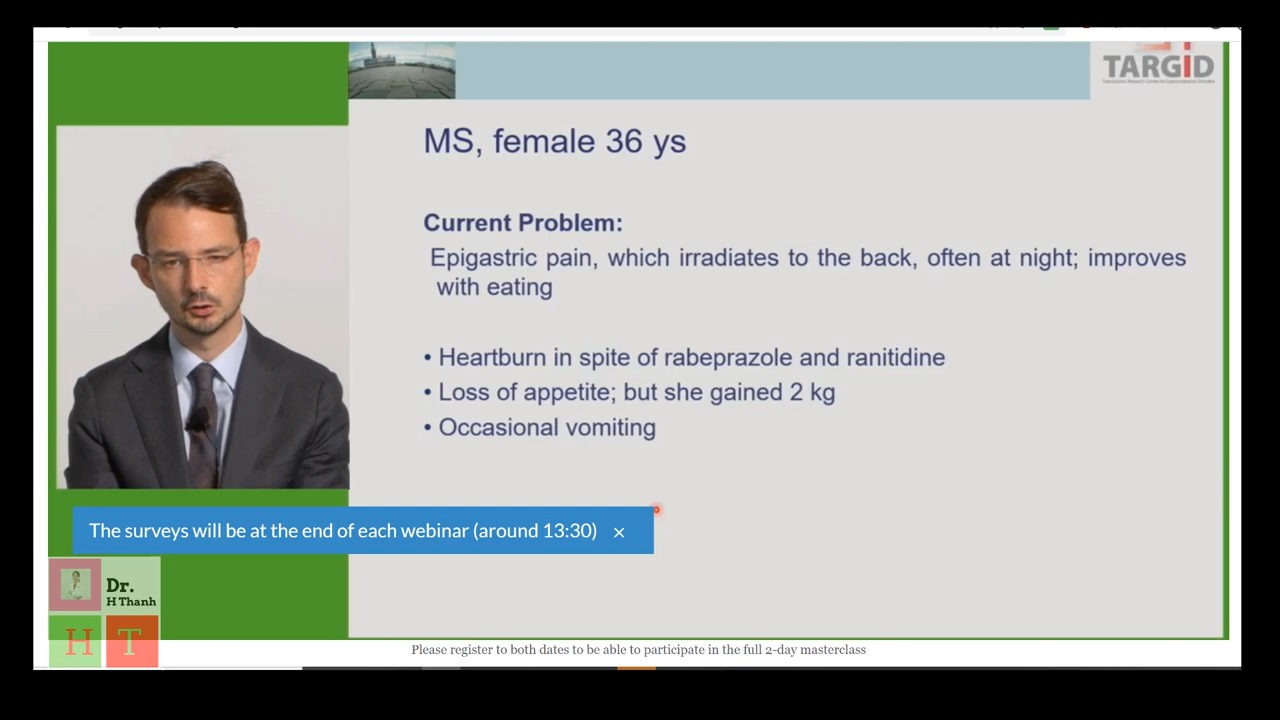 TARGID
MS, female 36 ys
Current Problem:
Epigastric pain, which irradiates to the back, often at night; improves
with eating
• Heartburn in spite of rabeprazole and ranitidine
• Loss of appetite; but she gained 2 kg
• Occasional vomiting
The surveys will be at the end of each webinar (around 13:30) ×
Dr.
H Thanh
H T
Please register to both dates to be able to participate in the full 2-day masterclass